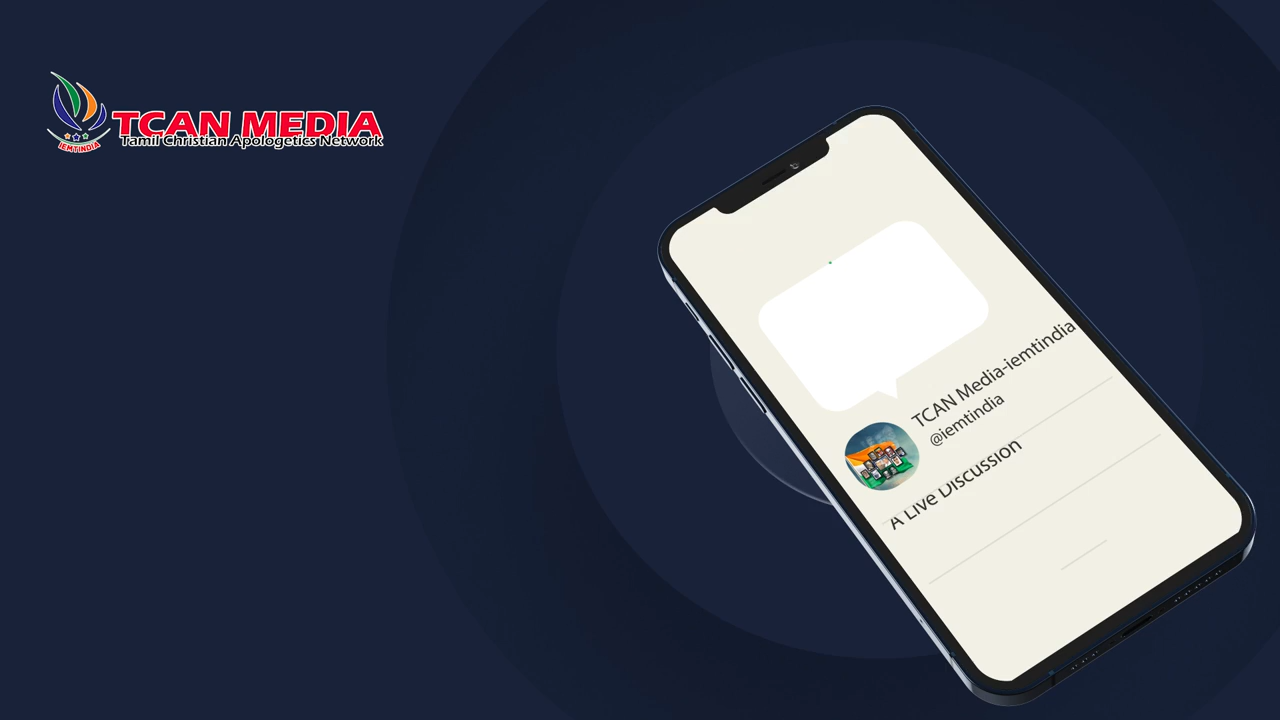 TCAN MEDIA
Tamil Christian Apologetics Network
IEMTINDIA
TCAN Media-iemtindia
@iemtindia
A Live Discussion